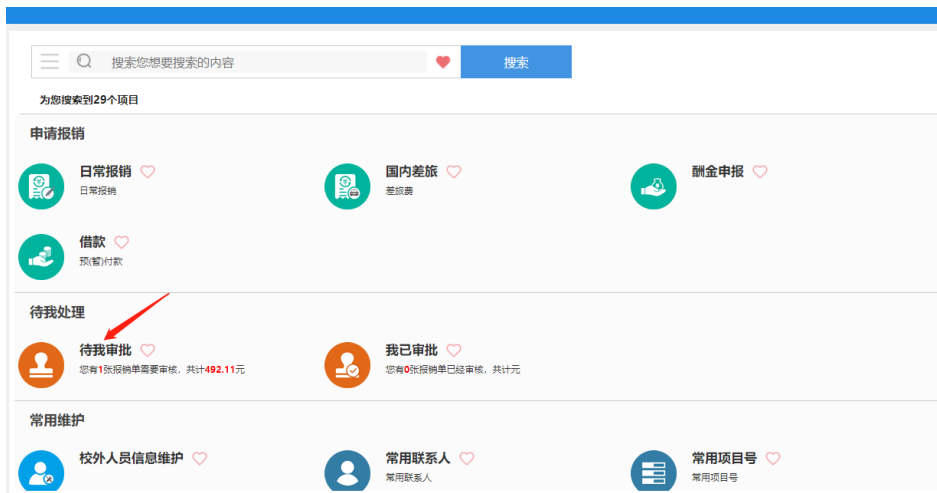 搜索您想要搜索的内容
搜索
为您搜索到29个项目
申请报销
日常报销
日常报销
国内差旅
差旅费
酬金申报
借款
预(暂)付款
待我处理
待我审批
您有1张报销单需要审核，共计492.11元
我已审批
您有0张报销单已经审核，共计元
常用维护
校外人员信息维护
常用联系人
常用联系人
常用项目号
常用项目号